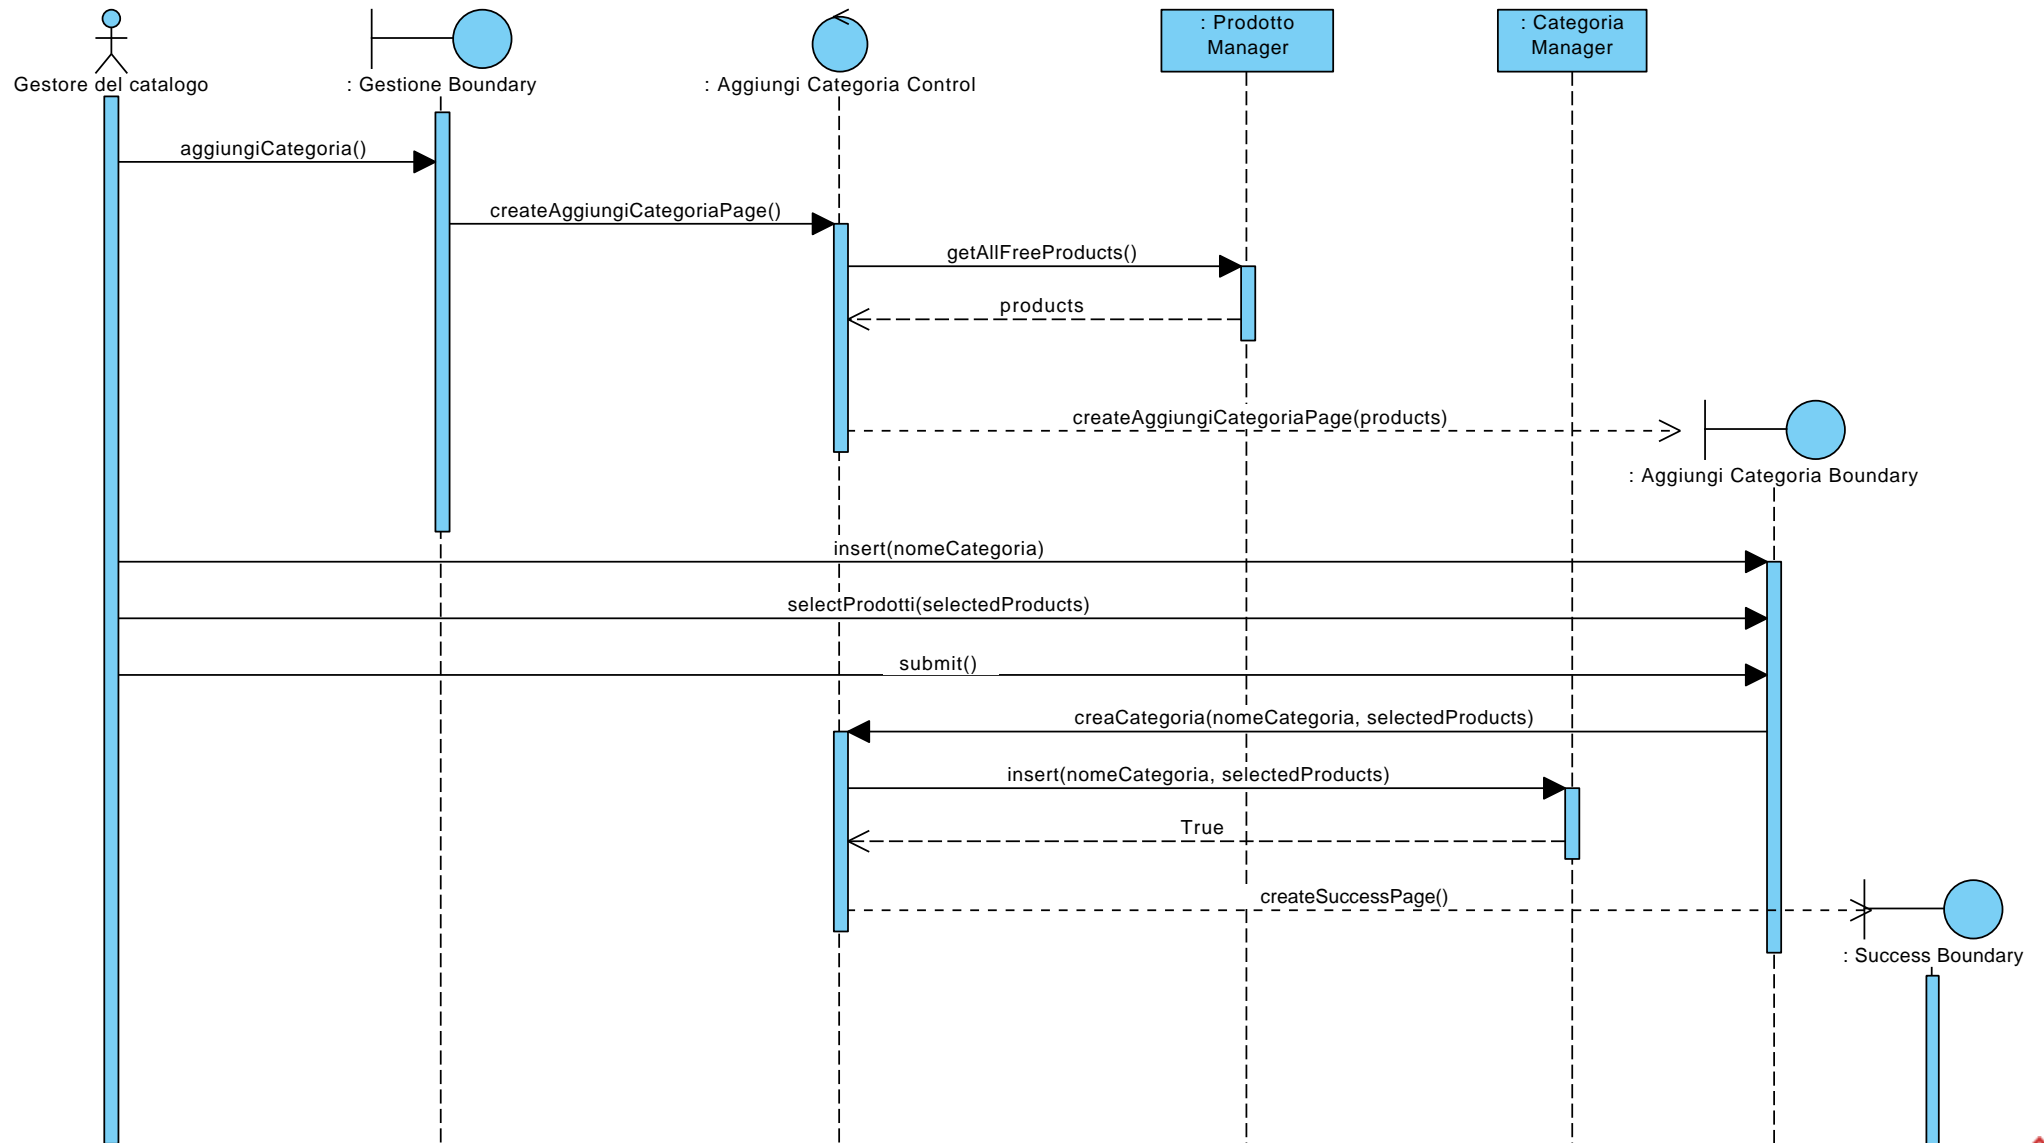 : Prodotto
Manager
: Categoria
Manager
Gestore del catalogo
: Gestione Boundary
: Aggiungi Categoria Control
aggiungiCategoria()
createAggiungiCategoriaPage()
getAllFreeProducts()
products
createAggiungiCategoriaPage(products)
: Aggiungi Categoria Boundary
insert(nomeCategoria)
selectProdotti(selectedProducts)
submit()
creaCategoria(nomeCategoria, selectedProducts)
insert(nomeCategoria, selectedProducts)
True
createSuccessPage()
: Success Boundary